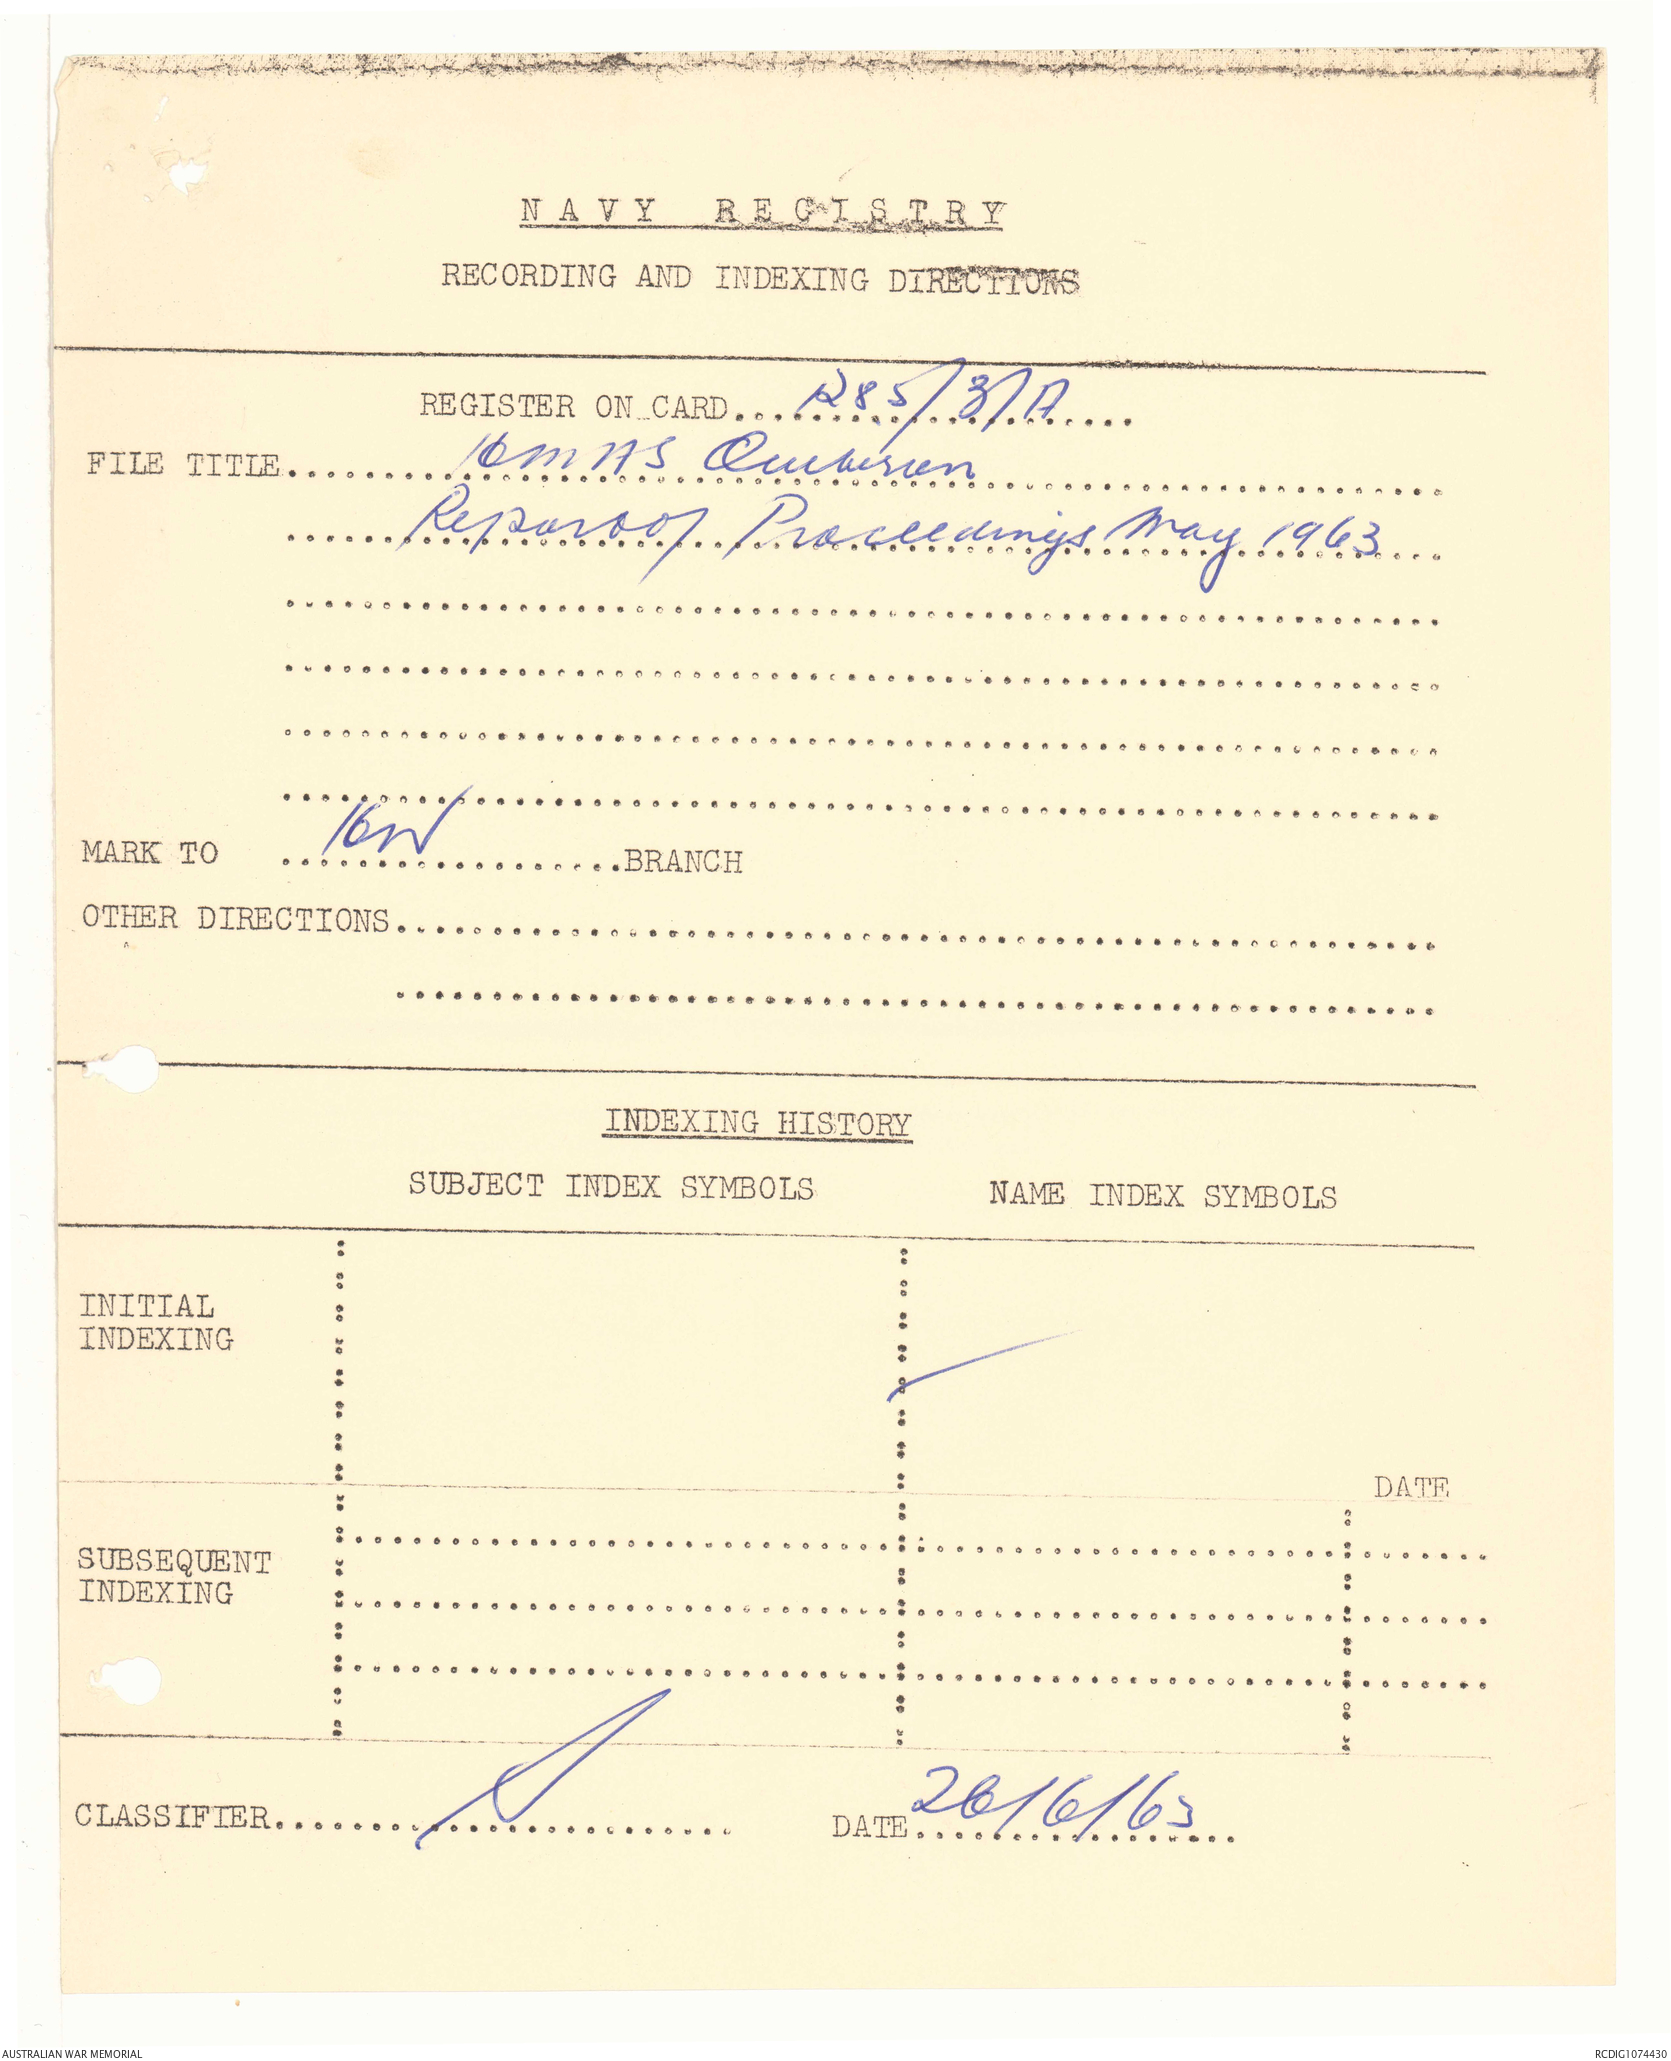 NAVY REGISTRY
RECORDING AND INDEXING DIRECTIONS
REGISTER ON CARD.... 285/3/A
FILE TITLE.... HMAS Quiberon
Rep of Proceedings May 1963
MARK TO .... BRANCH
OTHER DIRECTIONS....
INDEXING HISTORY
SUBJECT INDEX SYMBOLS NAME INDEX SYMBOLS
INITIAL
INDEXING
DATE
SUBSEQUENT
INDEXING
CLASSIFIER.... DATE.... 26/6/63
AUSTRALIAN WAR MEMORIAL RCDIG1074430